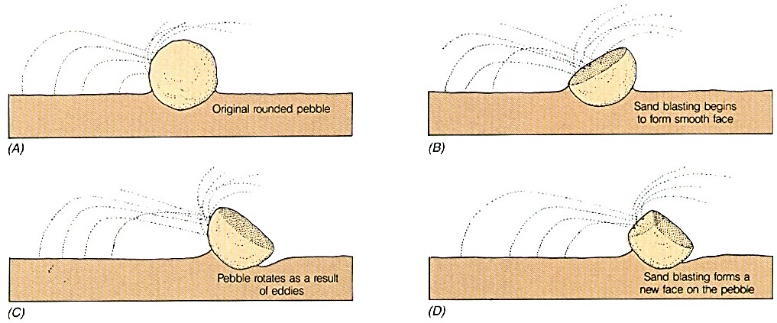 Original rounded pebble
(A)
Sand blasting begins
to form smooth face
(B)
Pebble rotates as a result
of eddies
(C)
Sand blasting forms a
new face on the pebble
(D)